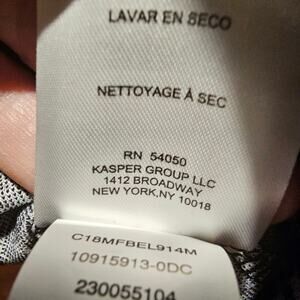 LAVAR EN SECO
NETTOYAGE À SEC
RN 54050
KASPER GROUP LLC
1412 BROADWAY
NEW YORK,NY 10018
C18MFBEL914M
10915913-0DC
230055104